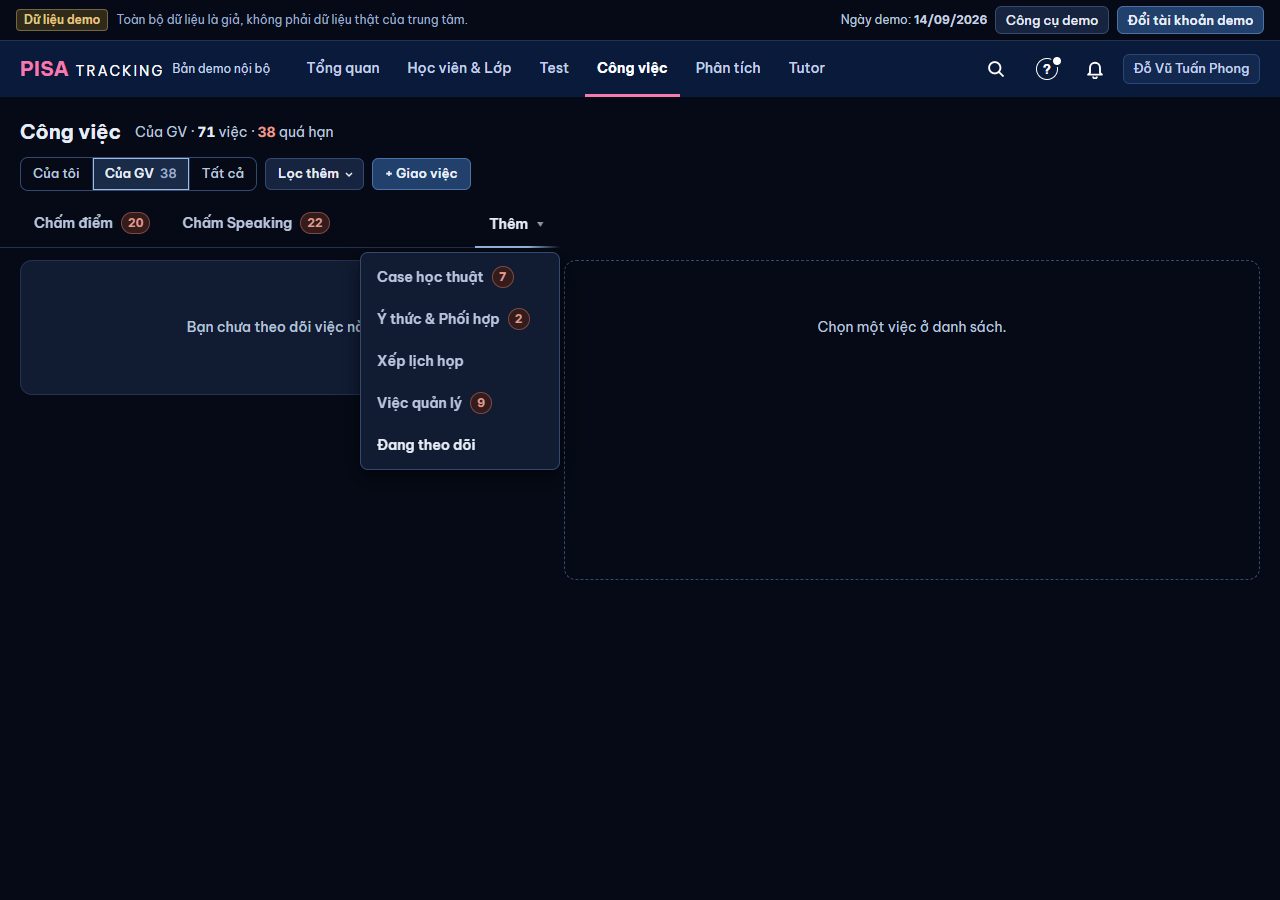 Dữ liệu demo Toàn bộ dữ liệu là giả, không phải dữ liệu thật của trung tâm. Ngày demo: 14/09/2026 Công cụ demo Đổi tài khoản demo
PISA TRACKING Bản demo nội bộ Tổng quan Học viên & Lớp Test Công việc Phân tích Tutor ? Đỗ Vũ Tuấn Phong
Công việc Của GV · 71 việc · 38 quá hạn
Của tôi Của GV 38 Tất cả Lọc thêm + Giao việc
Chấm điểm 20 Chấm Speaking 22 Thêm
Case học thuật 7
Ý thức & Phối hợp 2
Bạn chưa theo dõi việc Chọn một việc ở danh sách.
Xếp lịch họp
Việc quản lý 9
Đang theo dõi